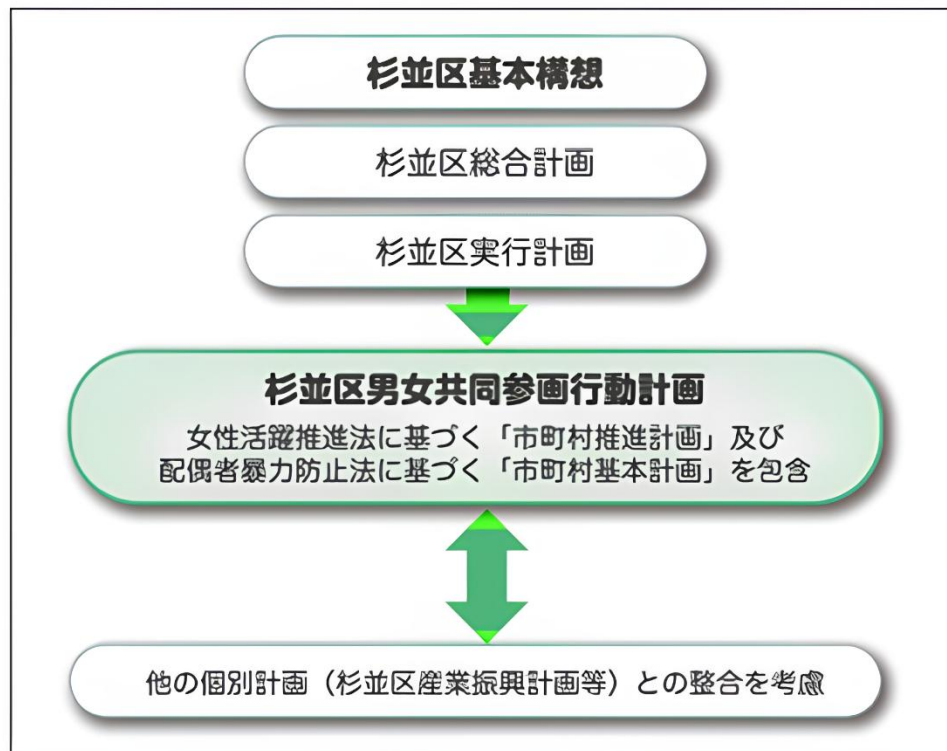 杉並区基本構想
杉並区総合計画
杉並区実行計画
杉並区男女共同参画行動計画
女性活躍推進法に基づく「市町村推進計画」及び
配偶者暴力防止法に基づく「市町村基本計画」を包含
他の個別計画（杉並区産業振興計画等）との整合を考慮